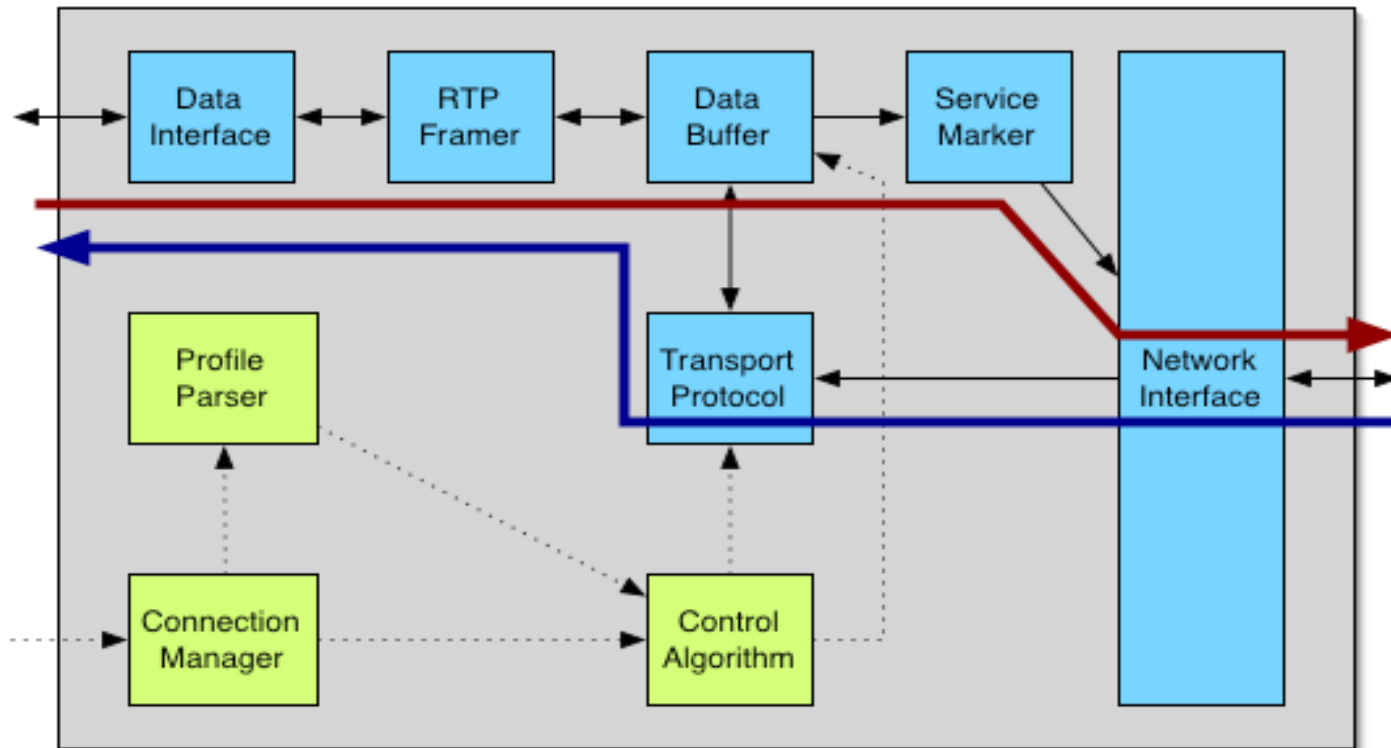 Data
Interface
RTP
Framer
Data
Buffer
Service
Marker
Profile
Parser
Transport
Protocol
Network
Interface
Connection
Manager
Control
Algorithm